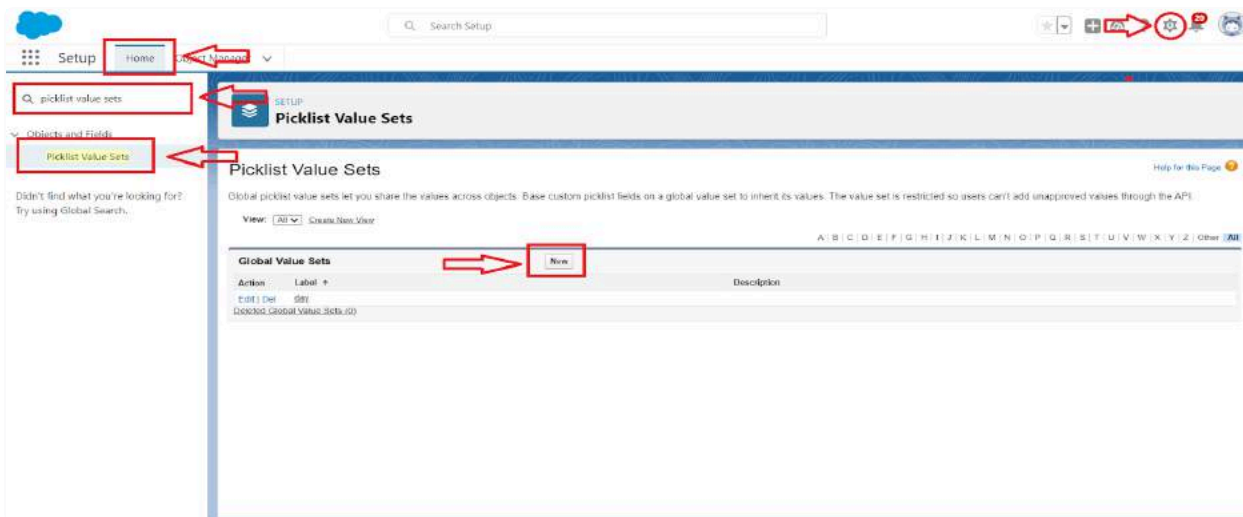 Search Setup
20
Setup Home Object Manager
picklist value sets
Objects and Fields
Picklist Value Sets
Didn't find what you're looking for?
Try using Global Search.
SETUP
Picklist Value Sets
Picklist Value Sets
Help for this Page
Global picklist value sets let you share the values across objects. Base custom picklist fields on a global value set to inherit its values. The value set is restricted so users can't add unapproved values through the API.
View: All Create New View
A | B | C | D | E | F | G | H | I | J | K | L | M | N | O | P | Q | R | S | T | U | V | W | X | Y | Z | Other All
Global Value Sets New
Action Label Description
Edit | Del
Deleted Global Value Sets (0)